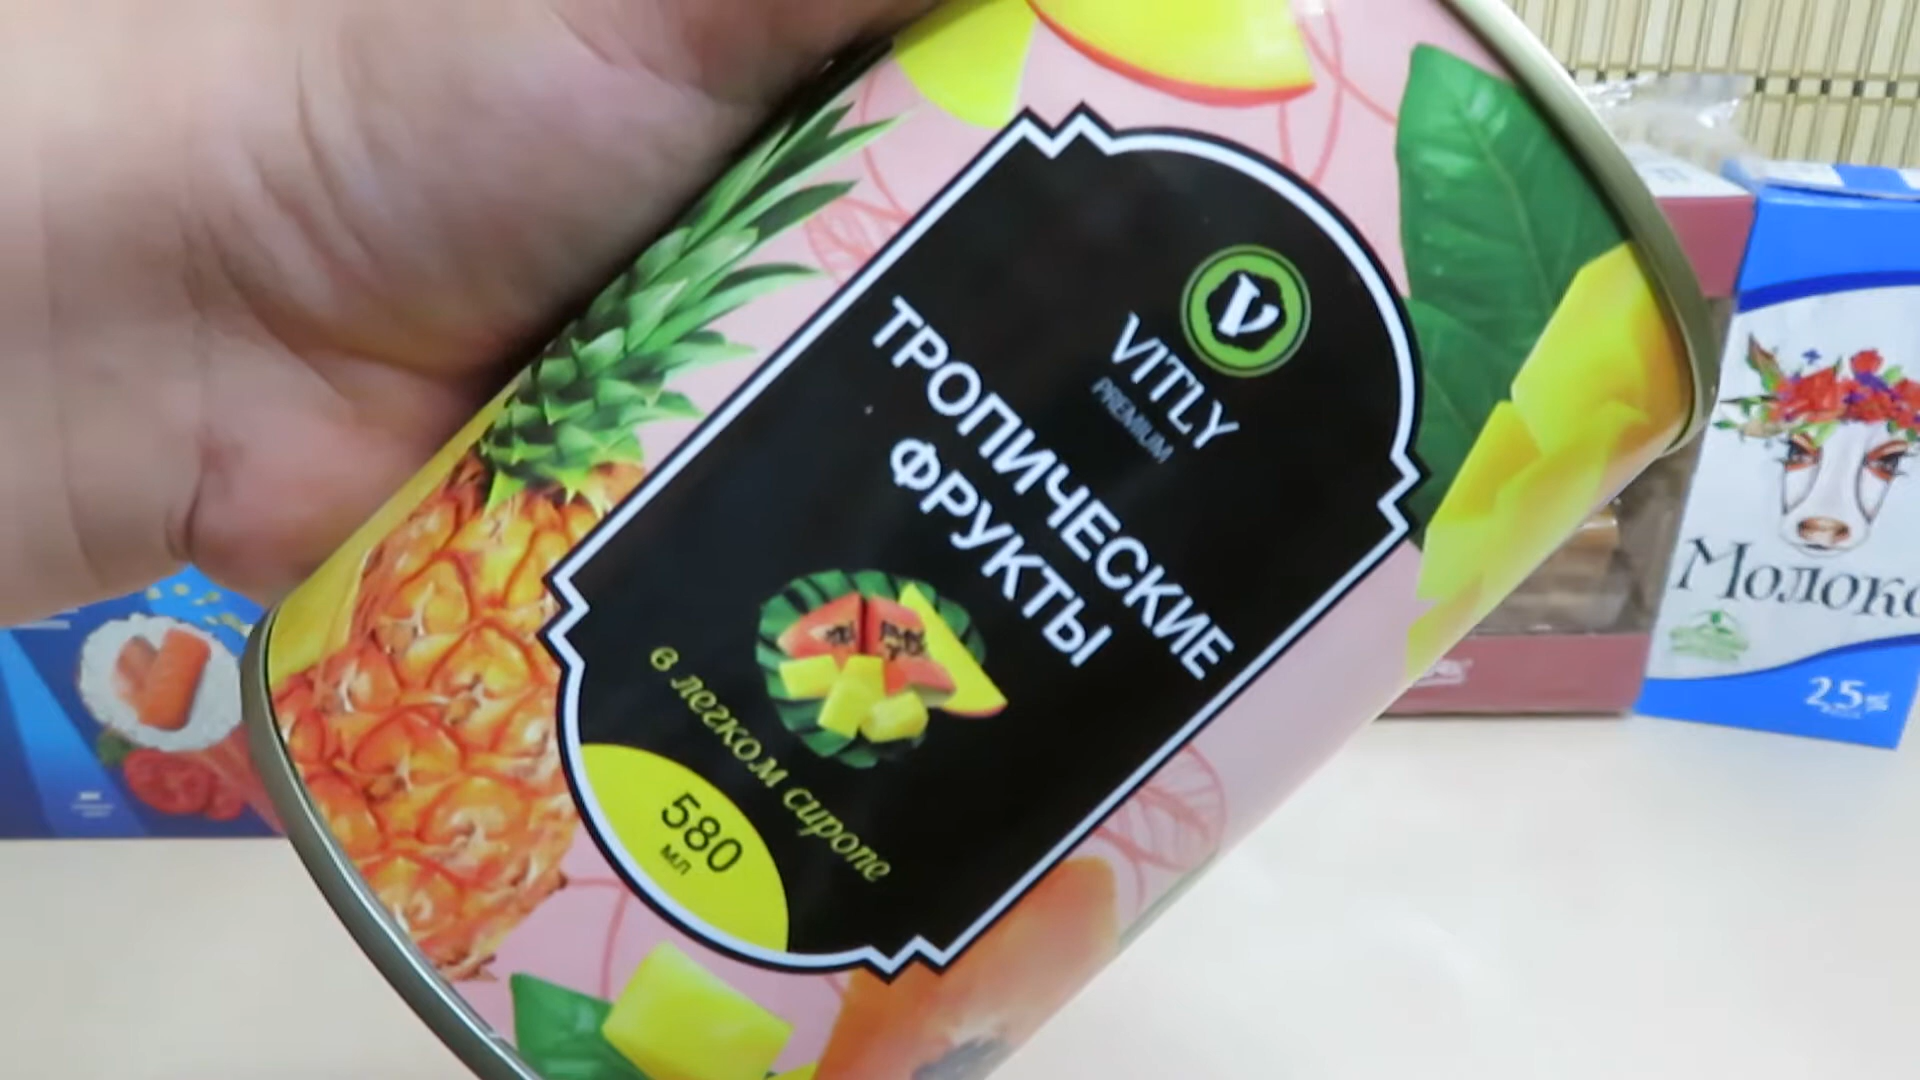 VITLY
PREMIUM
ТРОПИЧЕСКИЕ
ФРУКТЫ
в легком сиропе
580
мл
Молоко
2,5%